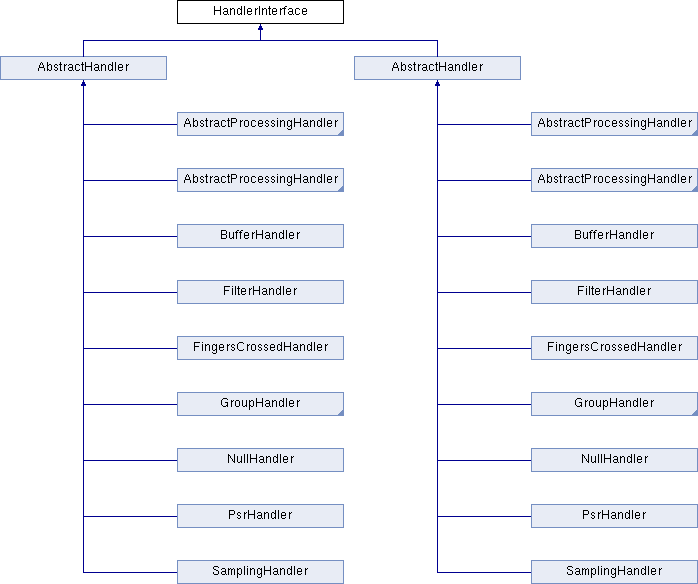 HandlerInterface
AbstractHandler AbstractHandler
AbstractProcessingHandler AbstractProcessingHandler
AbstractProcessingHandler AbstractProcessingHandler
BufferHandler BufferHandler
FilterHandler FilterHandler
FingersCrossedHandler FingersCrossedHandler
GroupHandler GroupHandler
NullHandler NullHandler
PsrHandler PsrHandler
SamplingHandler SamplingHandler